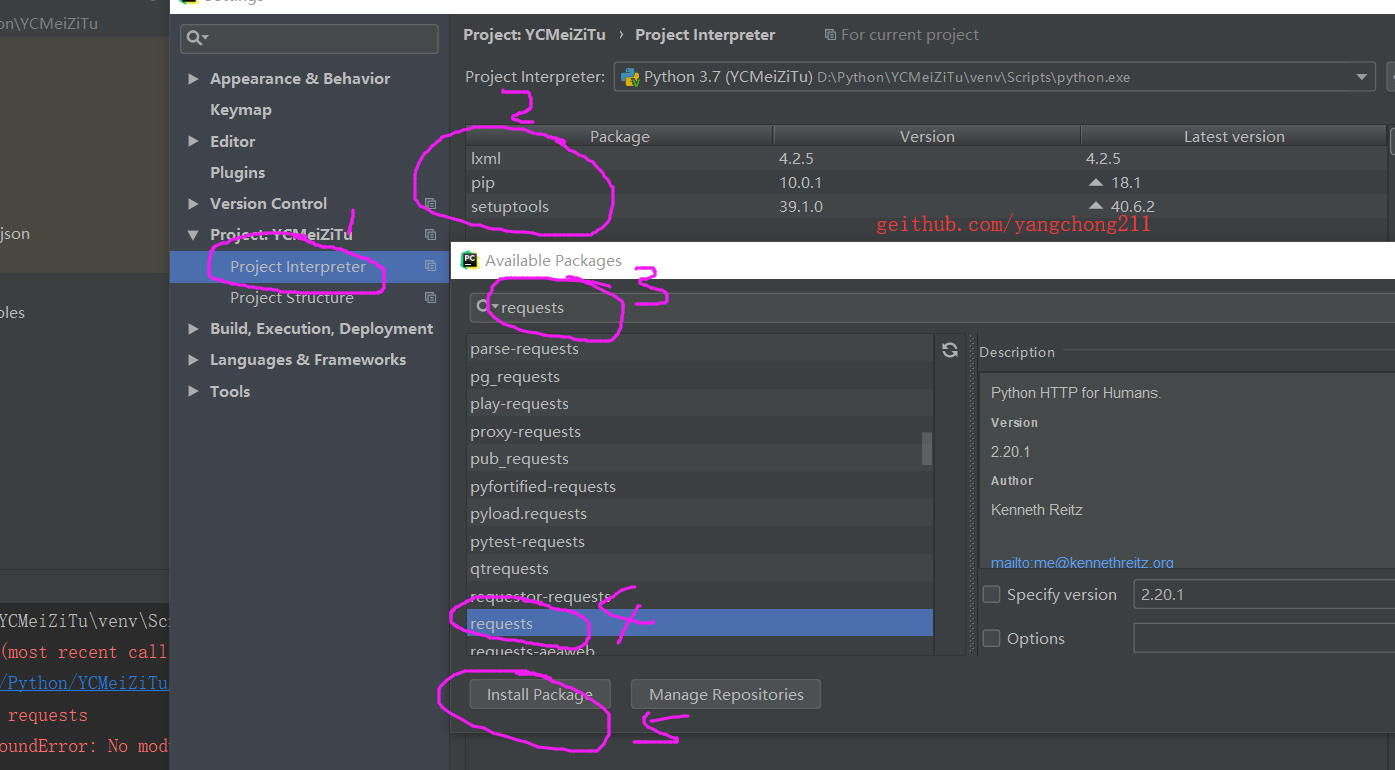 Settings
on\YCMeiZiTu
json
oles
Appearance & Behavior
Keymap
Editor
Plugins
Version Control
1
Project: YCMeiZiTu
Project Interpreter
Project Structure
Build, Execution, Deployment
Languages & Frameworks
Tools
Project: YCMeiZiTu › Project Interpreter For current project
Project Interpreter: Python 3.7 (YCMeiZiTu) D:\Python\YCMeiZiTu\venv\Scripts\python.exe
2
Package Version Latest version
lxml 4.2.5 4.2.5
pip 10.0.1 18.1
setuptools 39.1.0 40.6.2
geithub.com/yangchong211
PC Available Packages
3
requests
parse-requests
pg_requests
play-requests
proxy-requests
pub_requests
pyfortified-requests
pyload.requests
pytest-requests
qtrequests
requestor-requests
4
requests
requests-aeaweb
Install Package Manage Repositories
5
Description
Python HTTP for Humans.
Version
2.20.1
Author
Kenneth Reitz
mailto:me@kennethreitz.org
Specify version 2.20.1
Options
YCMeiZiTu\venv\Scr
(most recent call
/Python/YCMeiZiTu/
requests
oundError: No modu